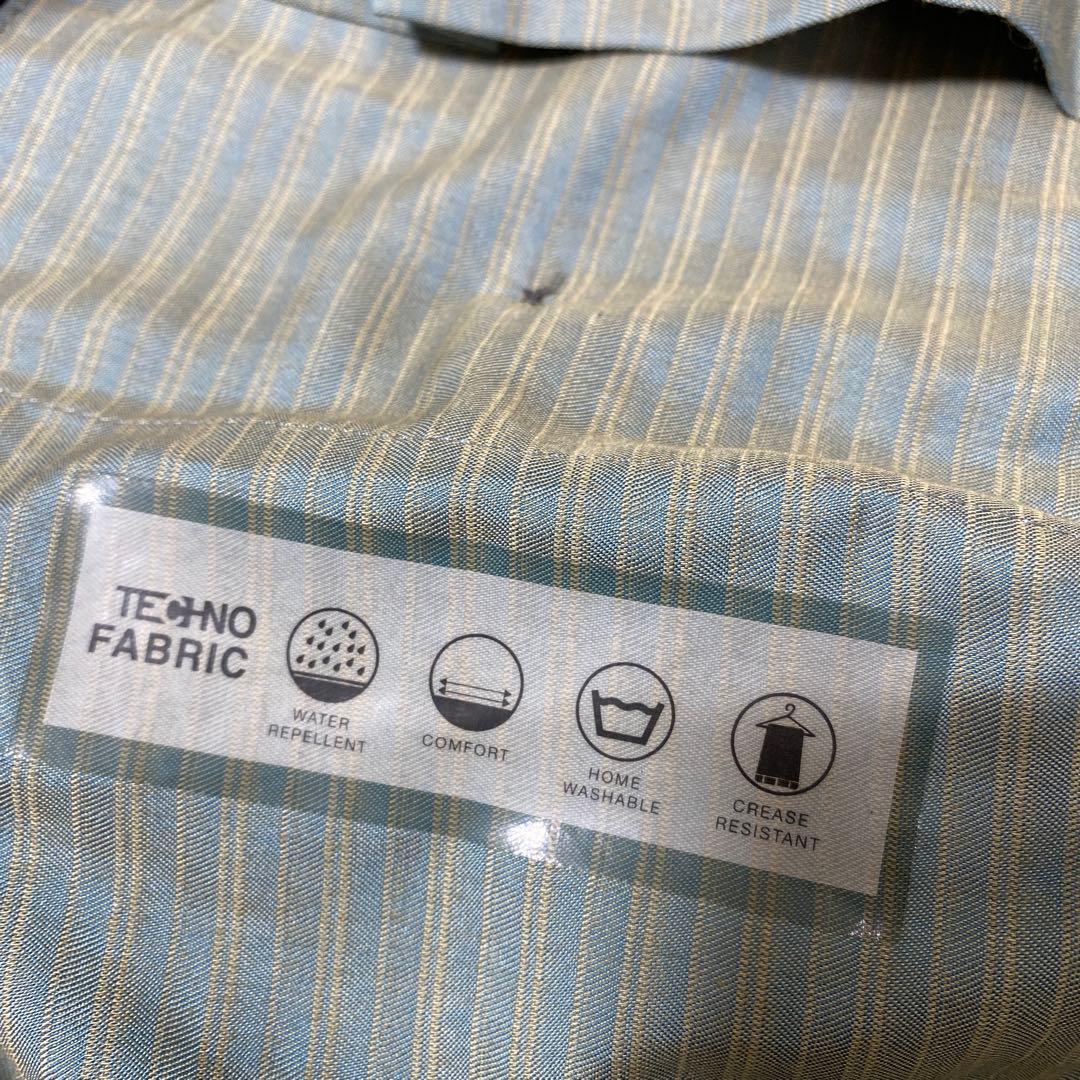 TECHNO
FABRIC
WATER
REPELLENT
COMFORT
HOME
WASHABLE
CREASE
RESISTANT